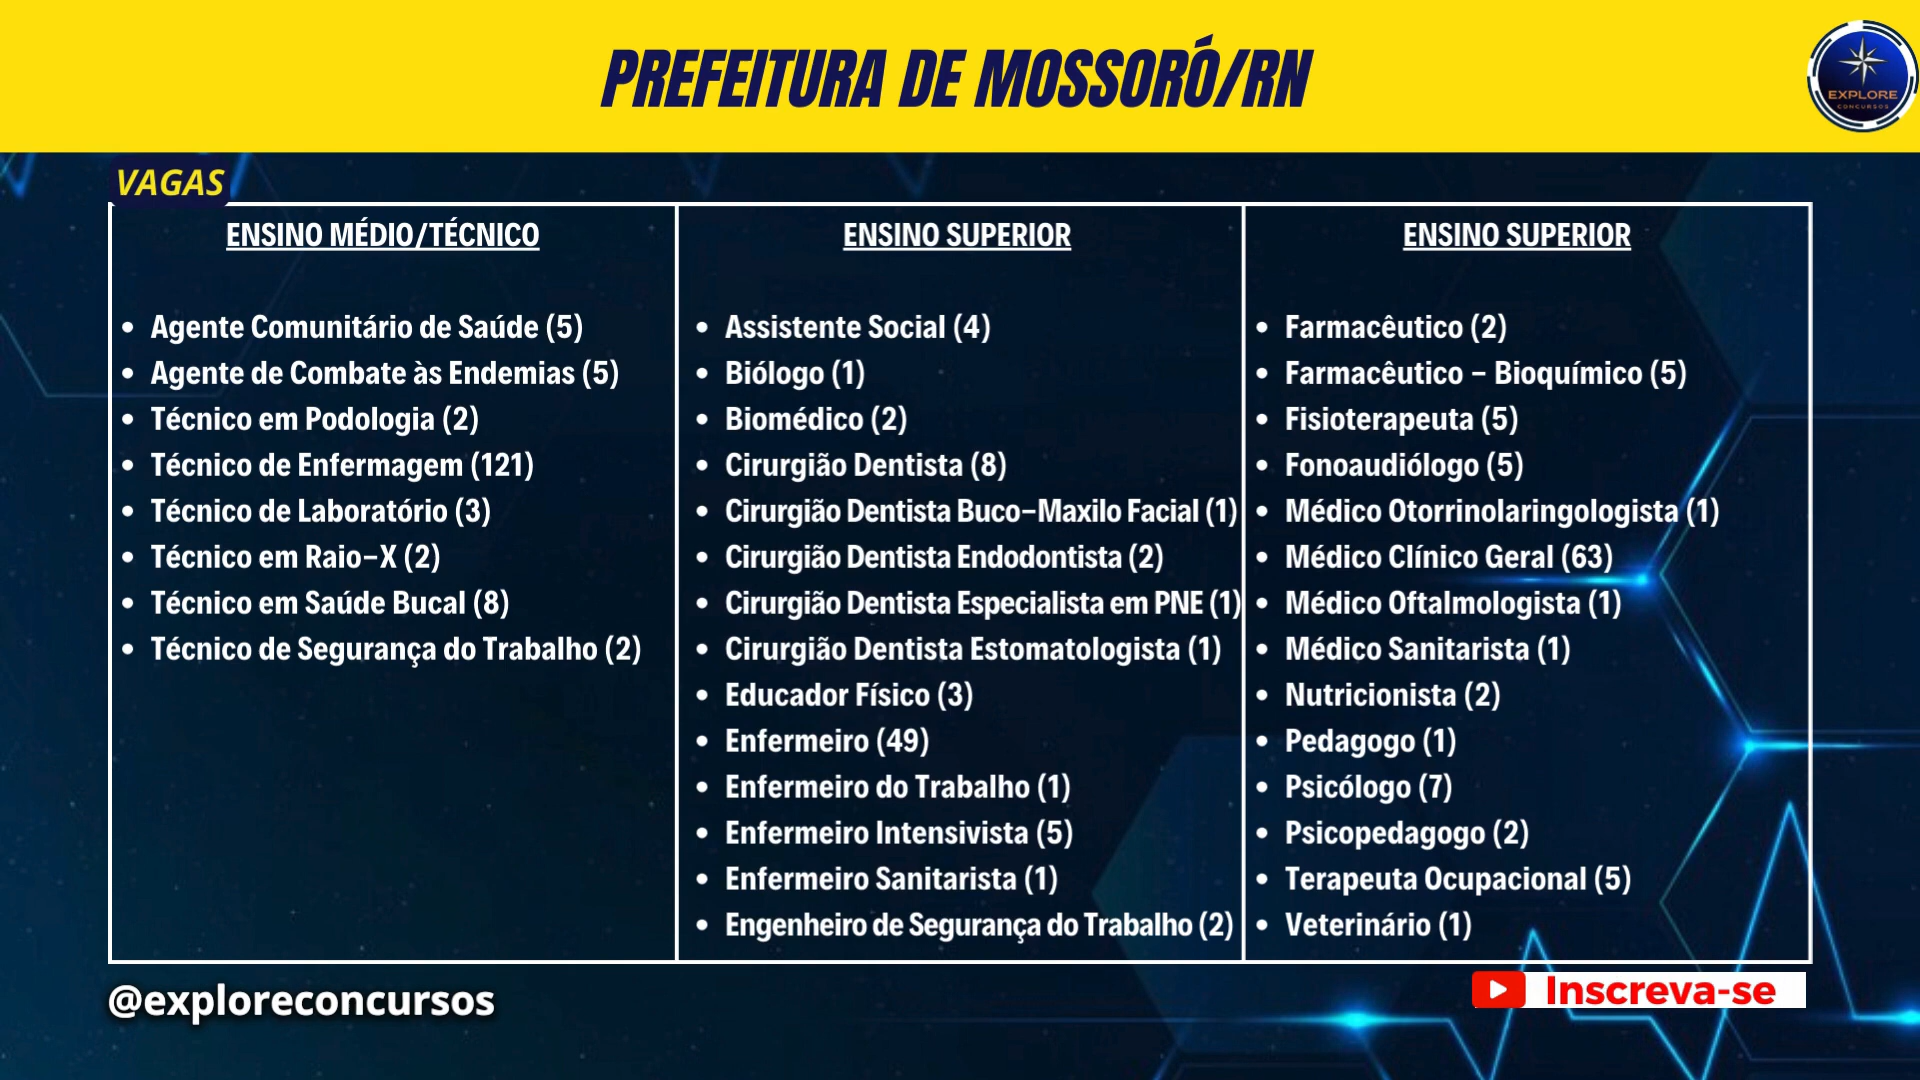 PREFEITURA DE MOSSORÓ/RN
EXPLORE
CONCURSOS
VAGAS
ENSINO MÉDIO/TÉCNICO
• Agente Comunitário de Saúde (5)
• Agente de Combate às Endemias (5)
• Técnico em Podologia (2)
• Técnico de Enfermagem (121)
• Técnico de Laboratório (3)
• Técnico em Raio-X (2)
• Técnico em Saúde Bucal (8)
• Técnico de Segurança do Trabalho (2)
ENSINO SUPERIOR
• Assistente Social (4)
• Biólogo (1)
• Biomédico (2)
• Cirurgião Dentista (8)
• Cirurgião Dentista Buco-Maxilo Facial (1)
• Cirurgião Dentista Endodontista (2)
• Cirurgião Dentista Especialista em PNE (1)
• Cirurgião Dentista Estomatologista (1)
• Educador Físico (3)
• Enfermeiro (49)
• Enfermeiro do Trabalho (1)
• Enfermeiro Intensivista (5)
• Enfermeiro Sanitarista (1)
• Engenheiro de Segurança do Trabalho (2)
ENSINO SUPERIOR
• Farmacêutico (2)
• Farmacêutico - Bioquímico (5)
• Fisioterapeuta (5)
• Fonoaudiólogo (5)
• Médico Otorrinolaringologista (1)
• Médico Clínico Geral (63)
• Médico Oftalmologista (1)
• Médico Sanitarista (1)
• Nutricionista (2)
• Pedagogo (1)
• Psicólogo (7)
• Psicopedagogo (2)
• Terapeuta Ocupacional (5)
• Veterinário (1)
@exploreconcursos
Inscreva-se